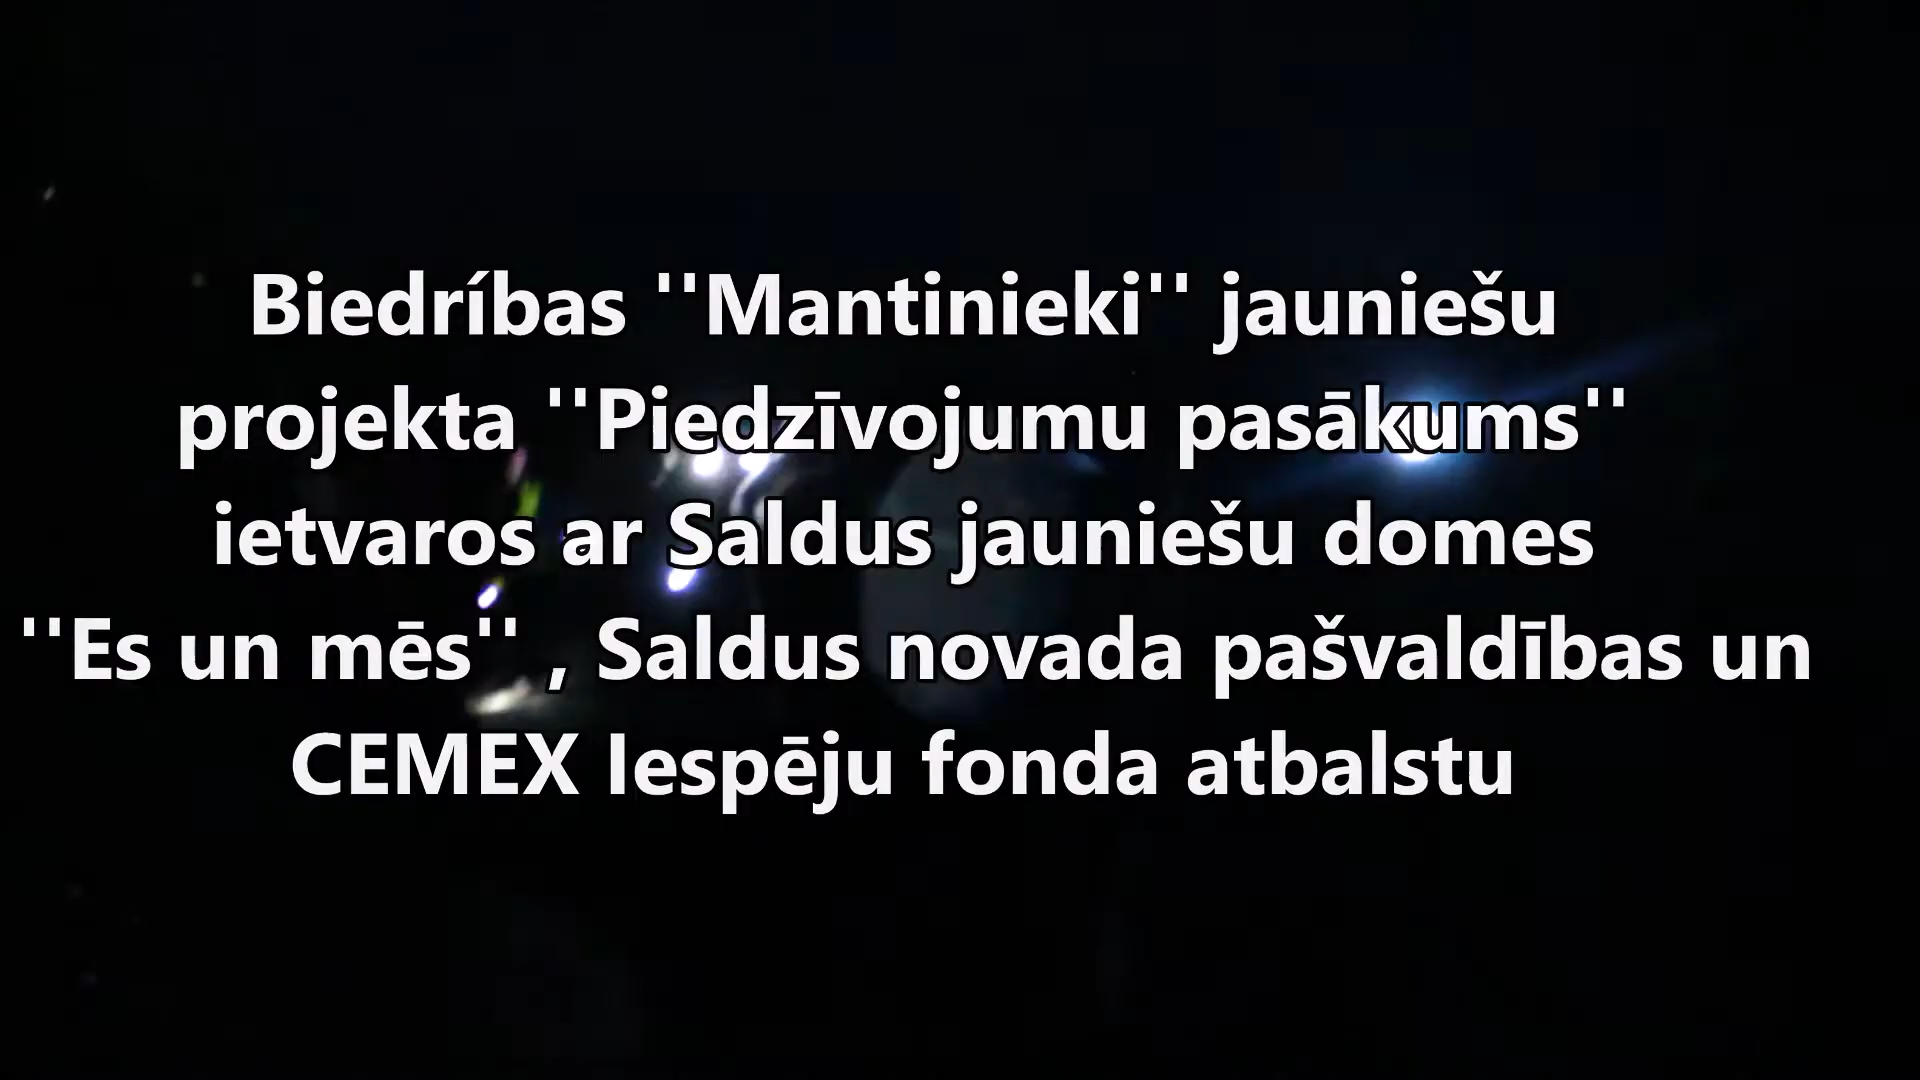 Biedríbas ''Mantinieki'' jauniešu
projekta ''Piedzīvojumu pasākums''
ietvaros ar Saldus jauniešu domes
''Es un mēs'' , Saldus novada pašvaldības un
CEMEX Iespēju fonda atbalstu